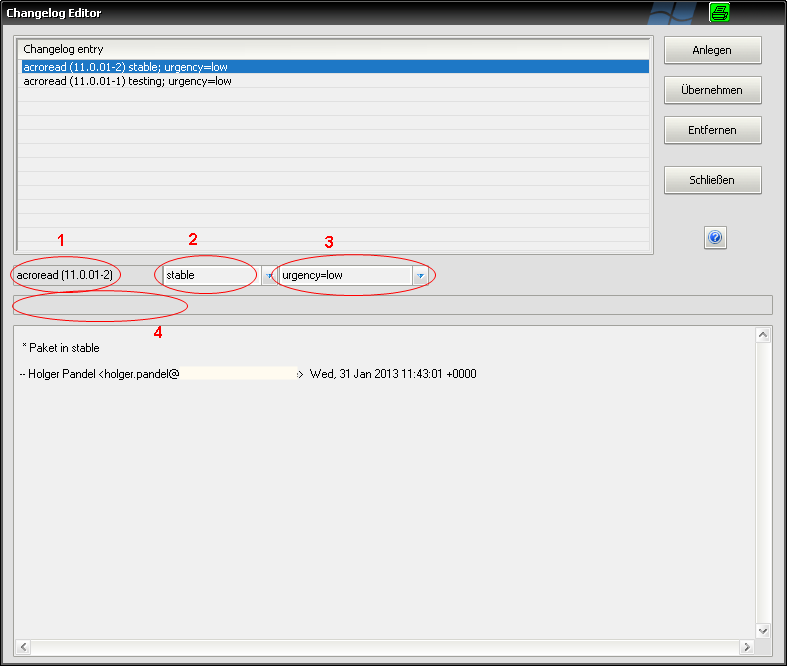 Changelog Editor
Changelog entry
acroread (11.0.01-2) stable; urgency=low
acroread (11.0.01-1) testing; urgency=low
Anlegen
Übernehmen
Entfernen
Schließen
1
2
3
acroread (11.0.01-2)
stable
urgency=low
4
* Paket in stable
-- Holger Pandel <holger.pandel@ > Wed, 31 Jan 2013 11:43:01 +0000